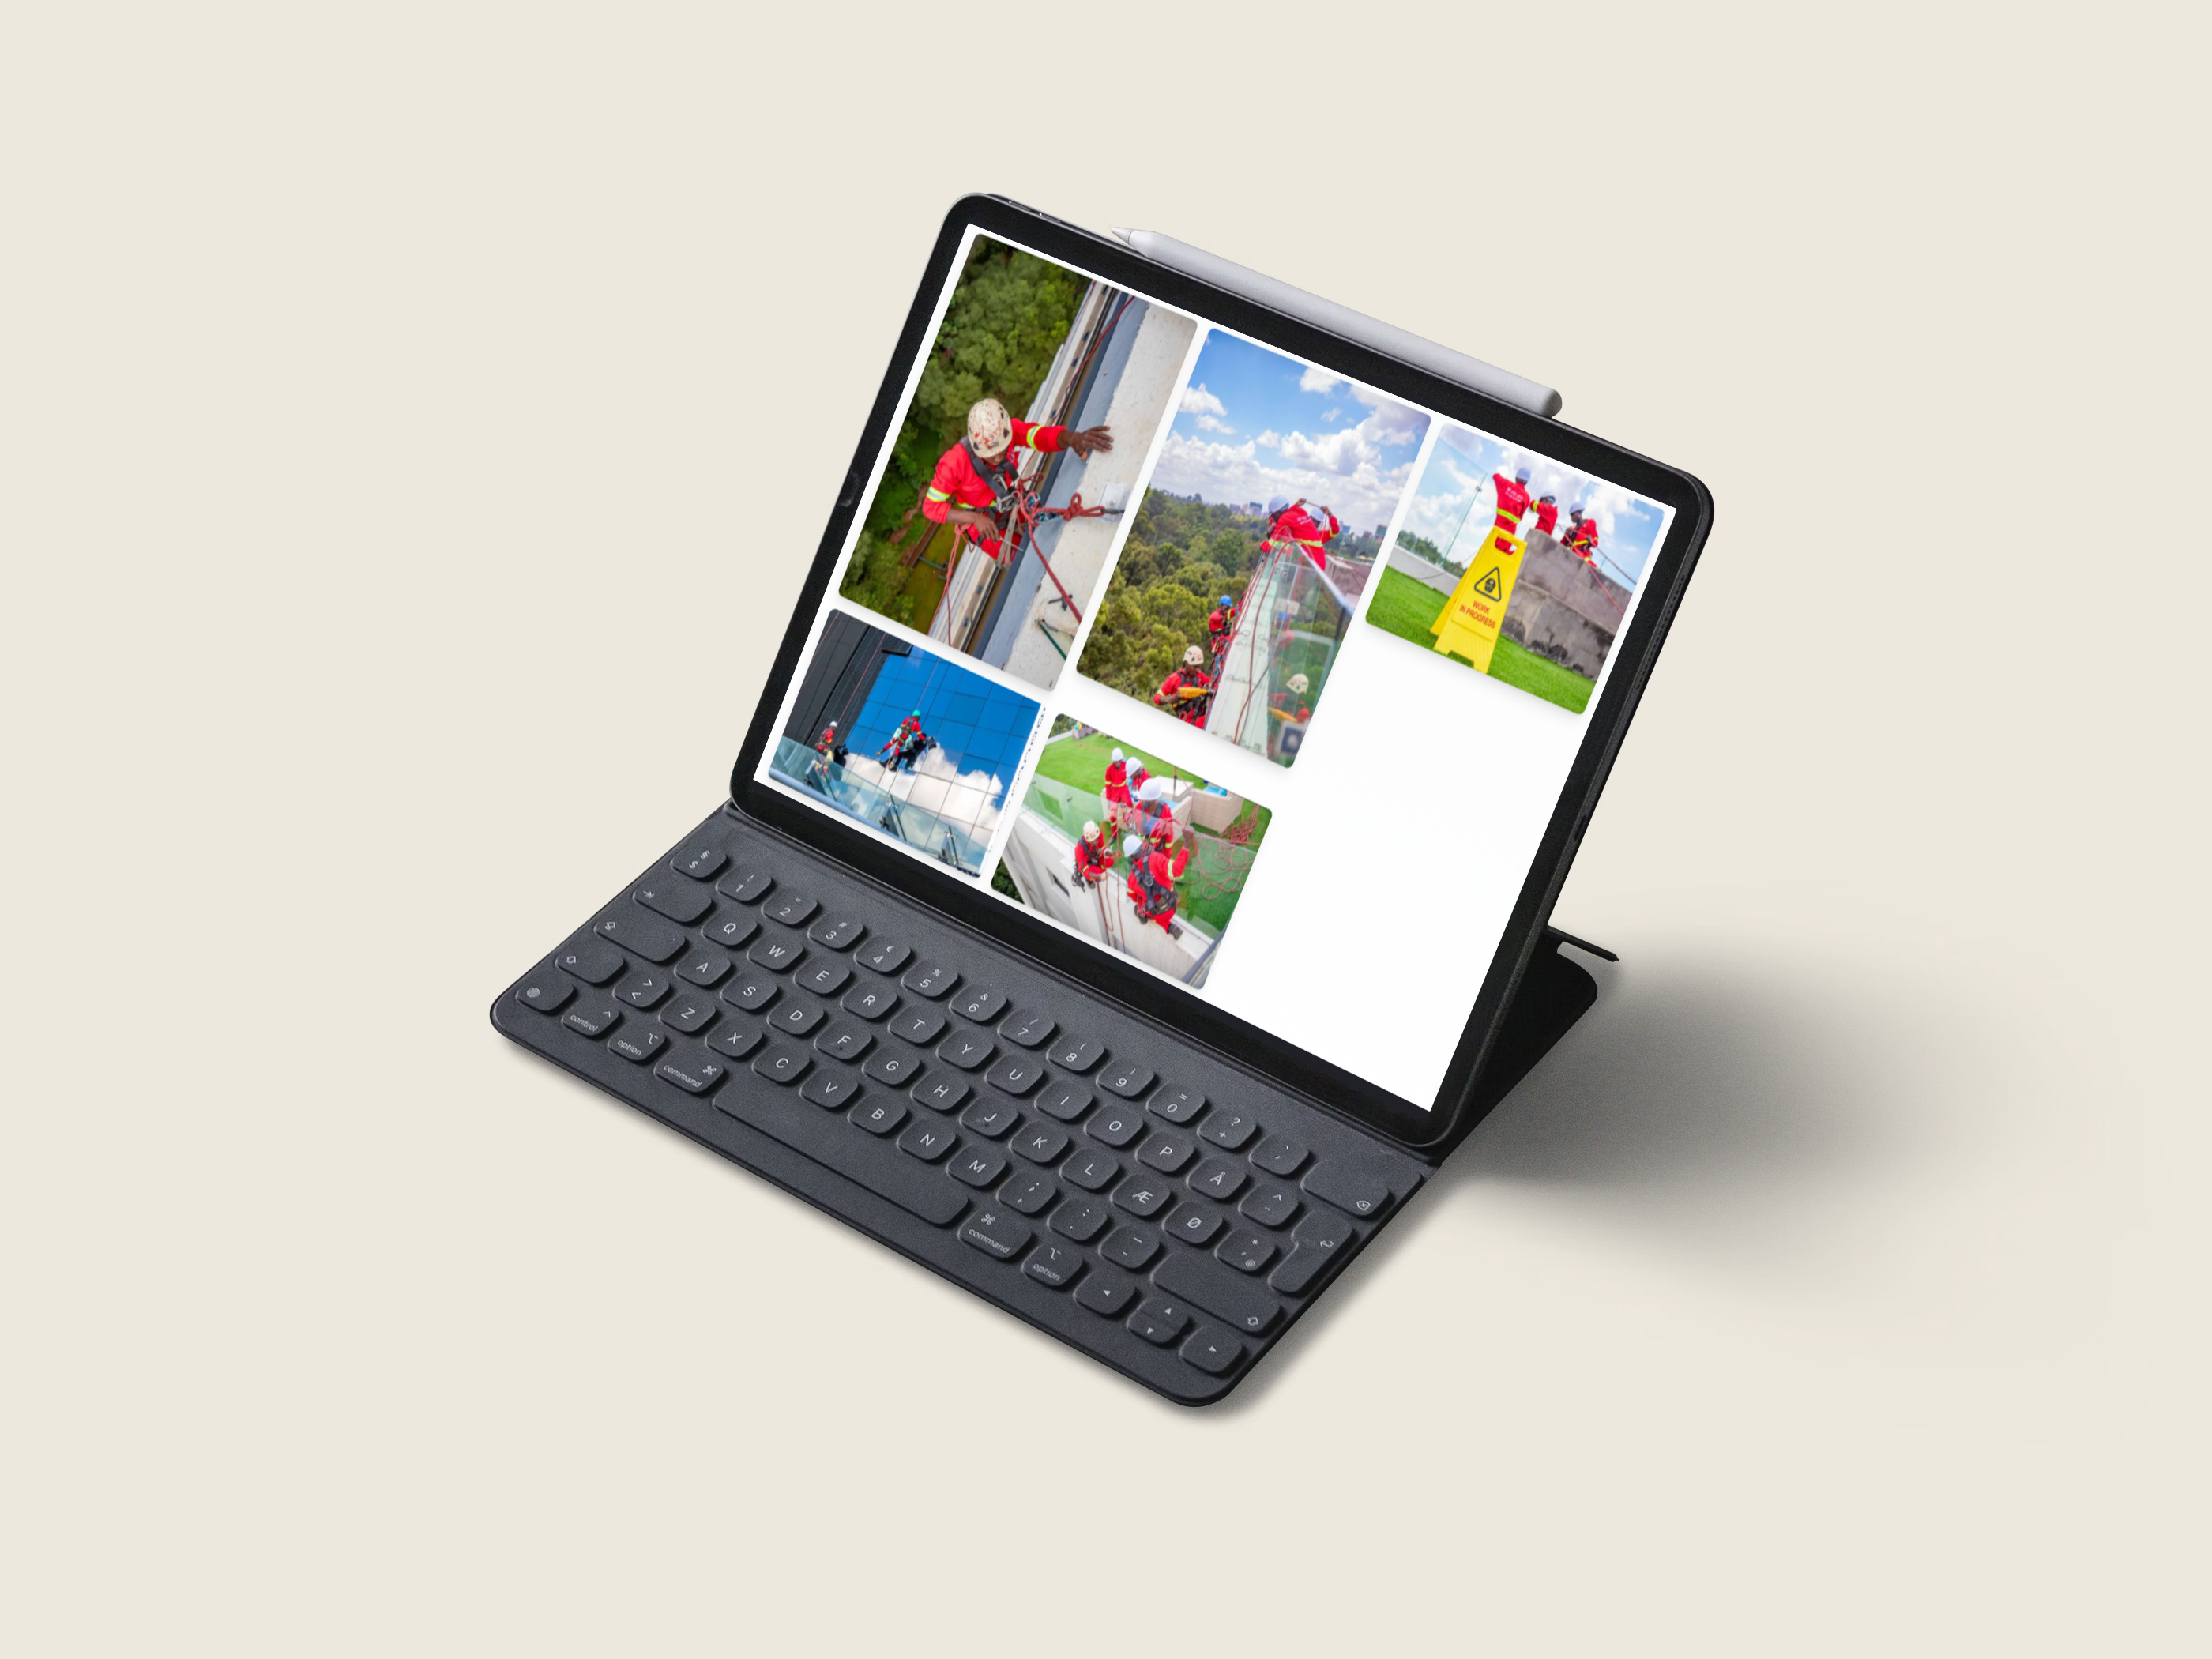 WORK
IN PROGRESS
§ $
! 1
" 2
# 3
€ 4
% 5
& 6
/ 7
( 8
) 9
= 0
? +
Q W E R T Y U I O P Å ^ ¨
A S D F G H J K L Æ Ø * ' @
> < Z X C V B N M ; , : . _ -
control
option
command
command
option